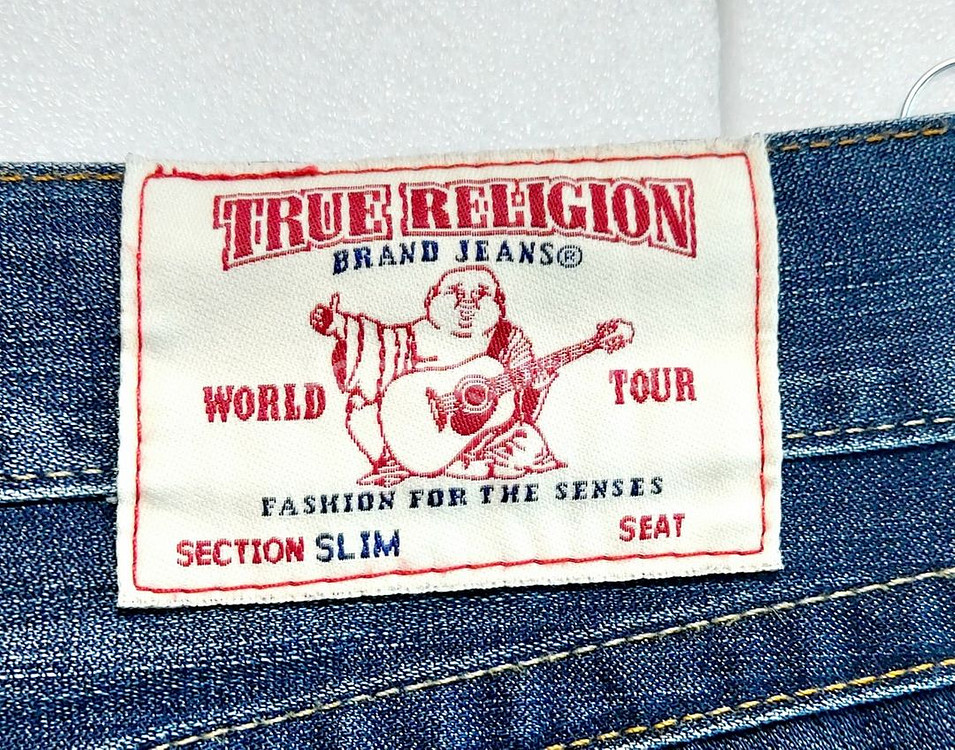 TRUE RELIGION
BRAND JEANS®
WORLD TOUR
FASHION FOR THE SENSES
SECTION SLIM SEAT